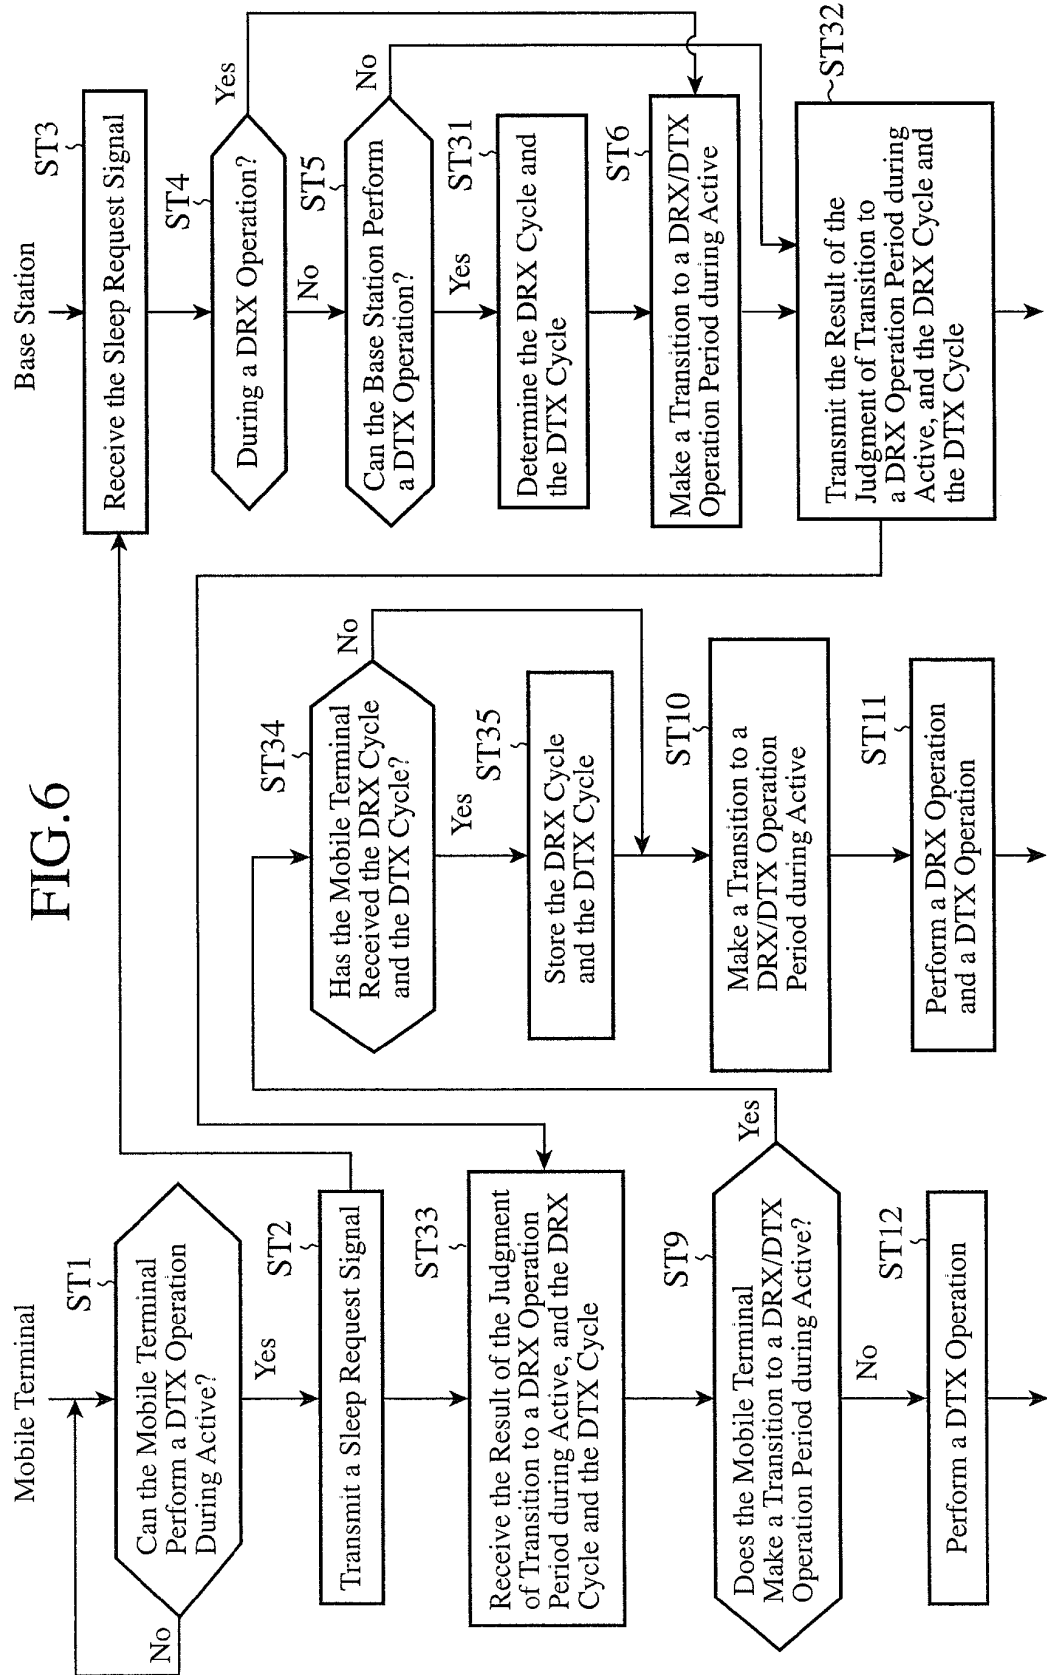 FIG.6
Mobile Terminal
ST1
Can the Mobile Terminal
Perform a DTX Operation
During Active?
No
Yes
ST2
Transmit a Sleep Request Signal
ST33
Receive the Result of the Judgment
of Transition to a DRX Operation
Period during Active, and the DRX
Cycle and the DTX Cycle
ST9
Does the Mobile Terminal
Make a Transition to a DRX/DTX
Operation Period during Active?
Yes
No
ST12
Perform a DTX Operation
ST34
Has the Mobile Terminal
Received the DRX Cycle
and the DTX Cycle?
No
Yes
ST35
Store the DRX Cycle
and the DTX Cycle
ST10
Make a Transition to a
DRX/DTX Operation
Period during Active
ST11
Perform a DRX Operation
and a DTX Operation
Base Station
ST3
Receive the Sleep Request Signal
ST4
During a DRX Operation?
Yes
No
ST5
Can the Base Station Perform
a DTX Operation?
No
Yes
ST31
Determine the DRX Cycle and
the DTX Cycle
ST6
Make a Transition to a DRX/DTX
Operation Period during Active
ST32
Transmit the Result of the
Judgment of Transition to
a DRX Operation Period during
Active, and the DRX Cycle and
the DTX Cycle